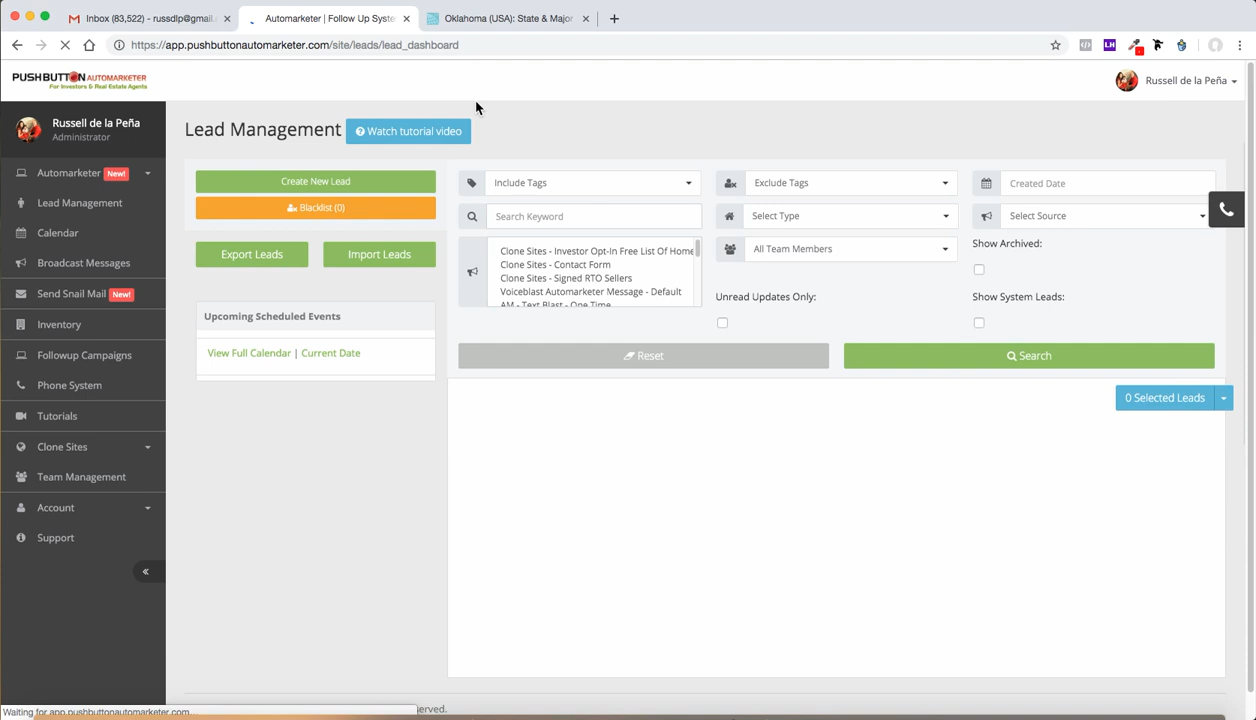 Inbox (83,522) - russdlp@gmail.
Automarketer | Follow Up Syste
Oklahoma (USA): State & Major
https://app.pushbuttonautomarketer.com/site/leads/lead_dashboard
LH
PUSHBUTTON AUTOMARKETER
For Investors & Real Estate Agents
Russell de la Peña
Russell de la Peña
Administrator
Automarketer New!
Lead Management
Calendar
Broadcast Messages
Send Snail Mail New!
Inventory
Followup Campaigns
Phone System
Tutorials
Clone Sites
Team Management
Account
Support
Lead Management
Watch tutorial video
Create New Lead
Blacklist (0)
Export Leads
Import Leads
Upcoming Scheduled Events
View Full Calendar | Current Date
Include Tags
Exclude Tags
Created Date
Search Keyword
Select Type
Select Source
Clone Sites - Investor Opt-In Free List Of Home
Clone Sites - Contact Form
Clone Sites - Signed RTO Sellers
Voiceblast Automarketer Message - Default
AM - Text Blast - One Time
All Team Members
Show Archived:
Unread Updates Only:
Show System Leads:
Reset
Search
0 Selected Leads
erved.
Waiting for app.pushbuttonautomarketer.com...